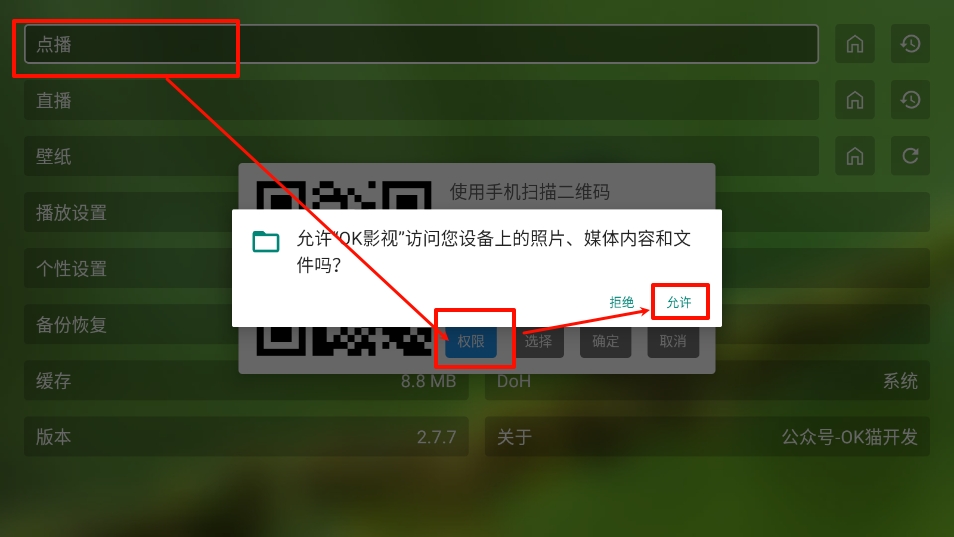 点播
直播
壁纸
使用手机扫描二维码
播放设置
允许“OK影视”访问您设备上的照片、媒体内容和文
件吗？
个性设置
拒绝 允许
备份恢复
权限 选择 确定 取消
缓存 8.8 MB DoH 系统
版本 2.7.7 关于 公众号-OK猫开发